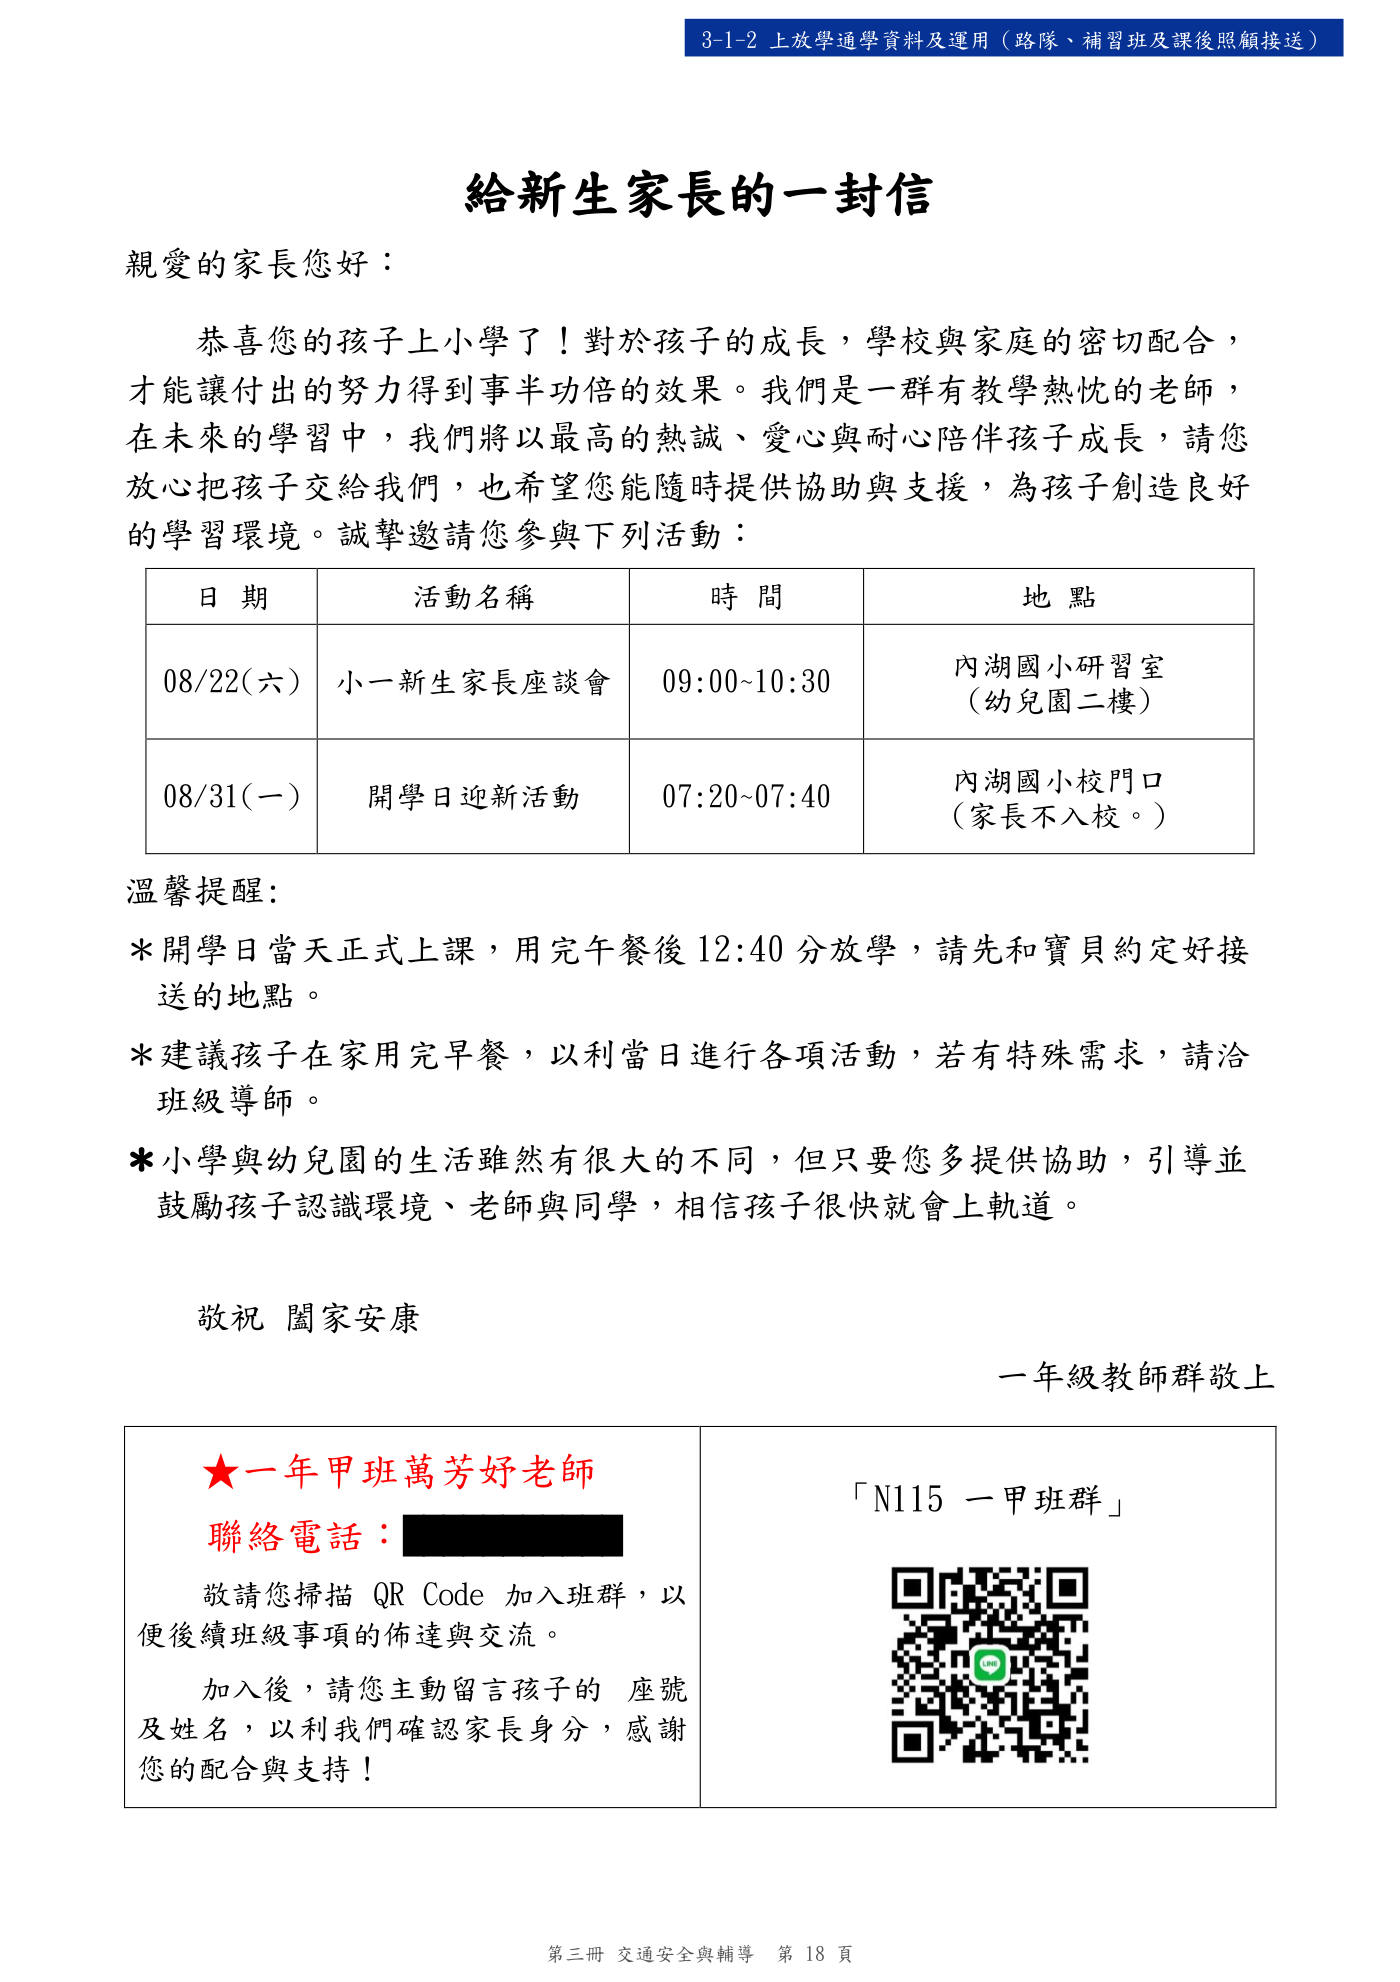 3-1-2 上放學通學資料及運用（路隊、補習班及課後照顧接送）
給新生家長的一封信
親愛的家長您好：
恭喜您的孩子上小學了！對於孩子的成長，學校與家庭的密切配合，
才能讓付出的努力得到事半功倍的效果。我們是一群有教學熱忱的老師，
在未來的學習中，我們將以最高的熱誠、愛心與耐心陪伴孩子成長，請您
放心把孩子交給我們，也希望您能隨時提供協助與支援，為孩子創造良好
的學習環境。誠摯邀請您參與下列活動：
日 期 活動名稱 時 間 地 點
08/22(六) 小一新生家長座談會 09:00~10:30 內湖國小研習室
（幼兒園二樓）
08/31(一) 開學日迎新活動 07:20~07:40 內湖國小校門口
（家長不入校。）
溫馨提醒:
＊開學日當天正式上課，用完午餐後 12:40 分放學，請先和寶貝約定好接
送的地點。
＊建議孩子在家用完早餐，以利當日進行各項活動，若有特殊需求，請洽
班級導師。
＊小學與幼兒園的生活雖然有很大的不同，但只要您多提供協助，引導並
鼓勵孩子認識環境、老師與同學，相信孩子很快就會上軌道。
敬祝 闔家安康
一年級教師群敬上
★一年甲班萬芳妤老師
聯絡電話：
敬請您掃描 QR Code 加入班群，以
便後續班級事項的佈達與交流。
加入後，請您主動留言孩子的 座號
及姓名，以利我們確認家長身分，感謝
您的配合與支持！
「N115 一甲班群」
LINE
第三冊 交通安全與輔導 第 18 頁